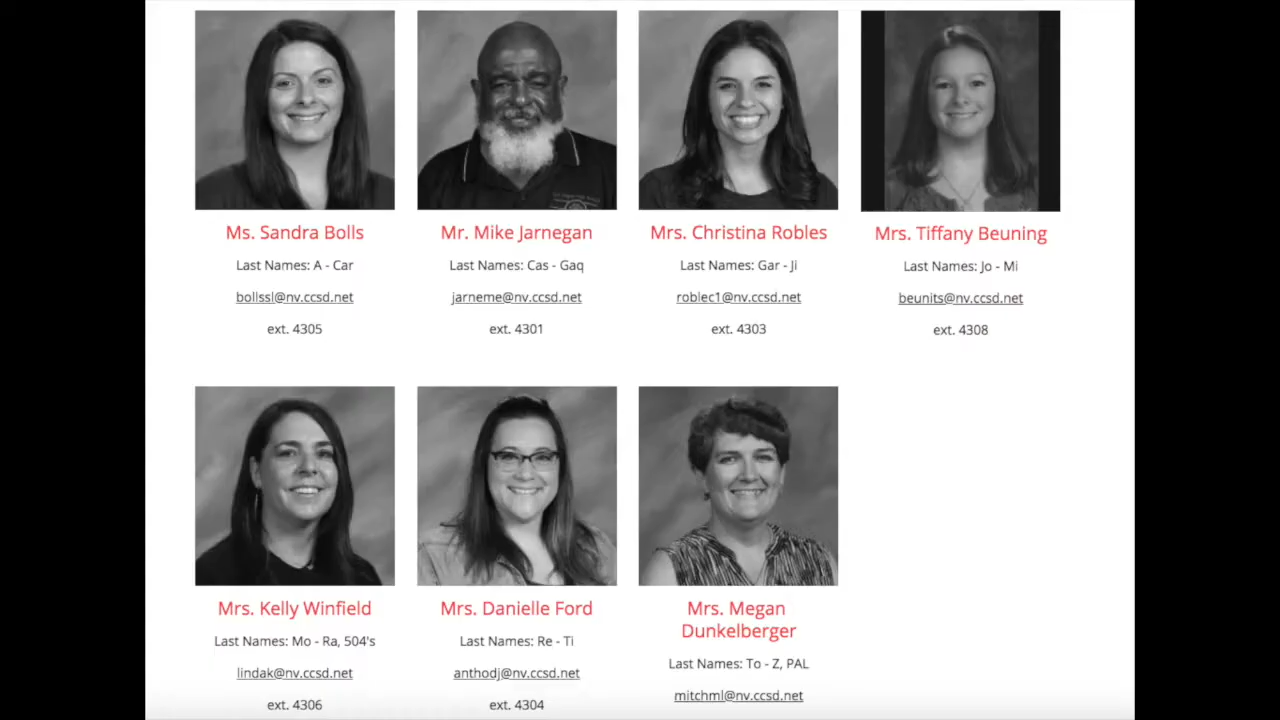 Ms. Sandra Bolls
Last Names: A - Car
bollssl@nv.ccsd.net
ext. 4305
Mr. Mike Jarnegan
Last Names: Cas - Gaq
jarneme@nv.ccsd.net
ext. 4301
Mrs. Christina Robles
Last Names: Gar - Ji
roblec1@nv.ccsd.net
ext. 4303
Mrs. Tiffany Beuning
Last Names: Jo - Mi
beunits@nv.ccsd.net
ext. 4308
Mrs. Kelly Winfield
Last Names: Mo - Ra, 504's
lindak@nv.ccsd.net
ext. 4306
Mrs. Danielle Ford
Last Names: Re - Ti
anthodj@nv.ccsd.net
ext. 4304
Mrs. Megan
Dunkelberger
Last Names: To - Z, PAL
mitchml@nv.ccsd.net